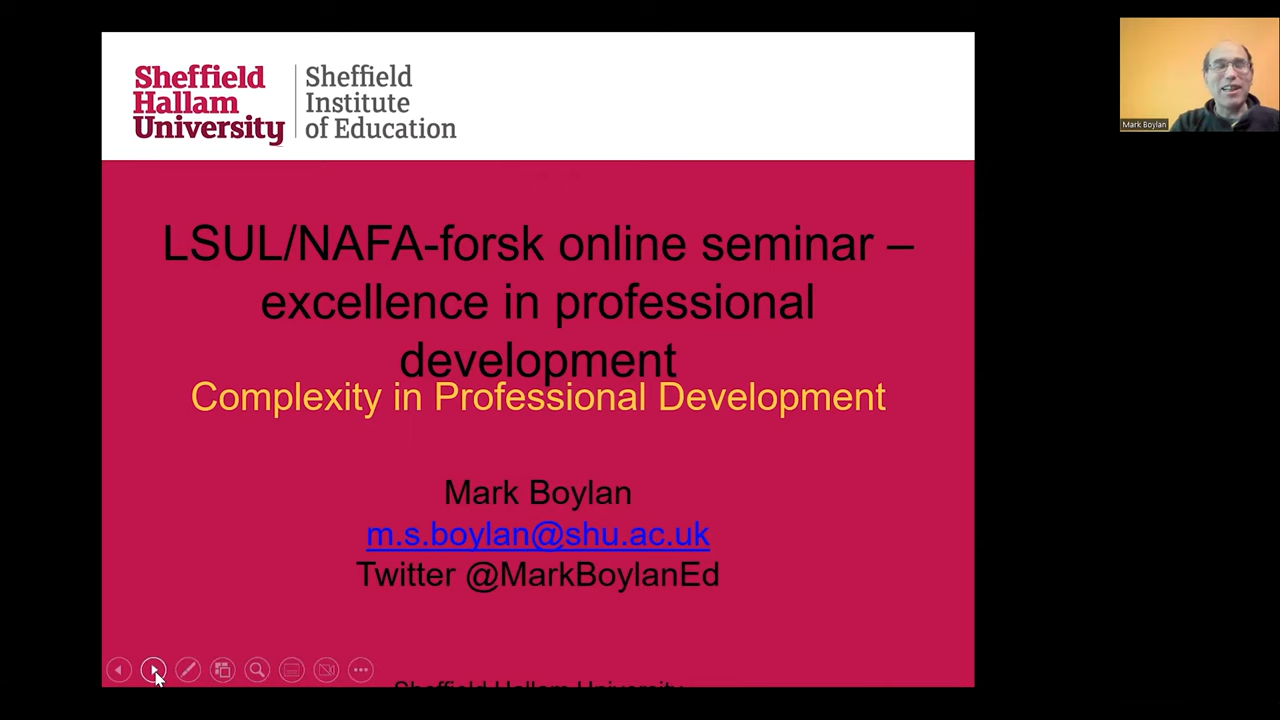 Sheffield
Hallam
University
Sheffield
Institute
of Education
LSUL/NAFA-forsk online seminar –
excellence in professional
development
Complexity in Professional Development
Mark Boylan
m.s.boylan@shu.ac.uk
Twitter @MarkBoylanEd
Sheffield Hallam University
Mark Boylan